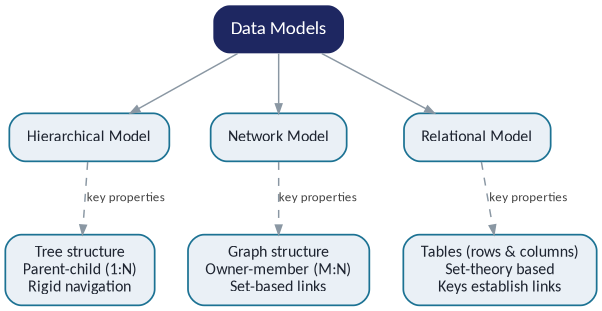 Data Models
Hierarchical Model
Network Model
Relational Model
key properties
key properties
key properties
Tree structure
Parent-child (1:N)
Rigid navigation
Graph structure
Owner-member (M:N)
Set-based links
Tables (rows & columns)
Set-theory based
Keys establish links